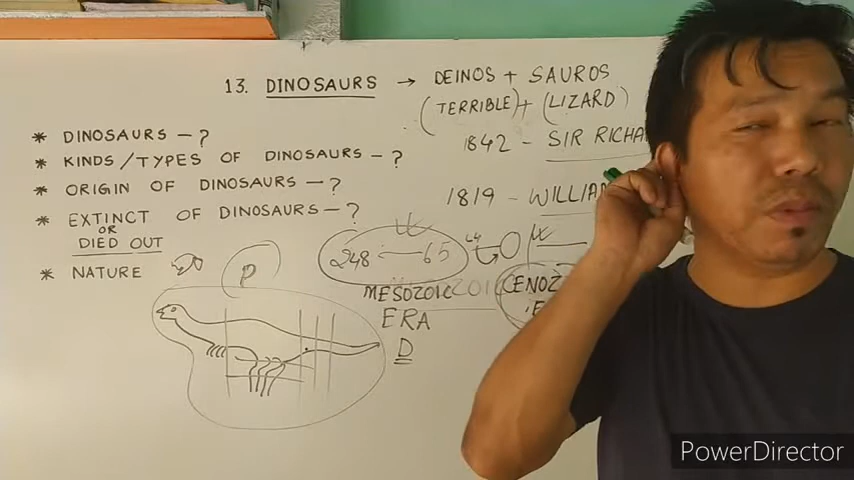 13. DINOSAURS → DEINOS + SAUROS
(TERRIBLE) + (LIZARD)
* DINOSAURS – ?
1842 – SIR RICHA
* KINDS/TYPES OF DINOSAURS – ?
* ORIGIN OF DINOSAURS – ?
1819 – WILLIA
* EXTINCT OF DINOSAURS – ?
OR
DIED OUT
* NATURE
P
248 – 65
MESOZOIC
CENOZ
ERA
D
PowerDirector